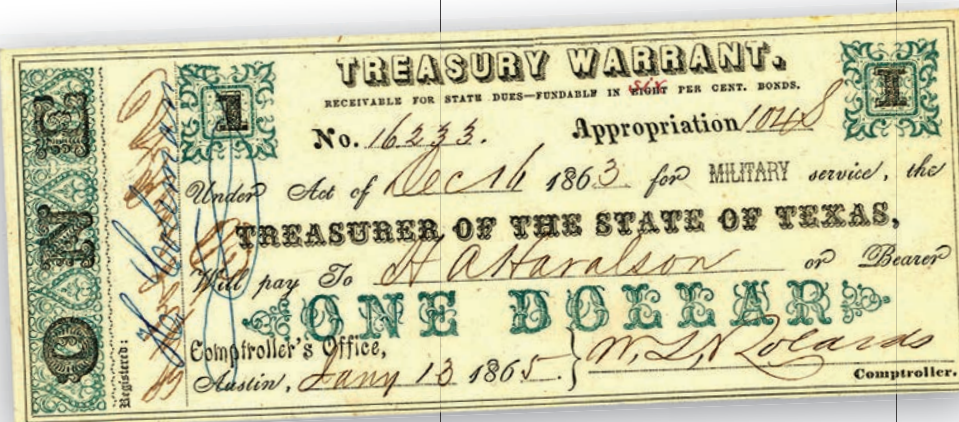 TREASURY WARRANT.
RECEIVABLE FOR STATE DUES—FUNDABLE IN EIGHT six PER CENT. BONDS.
1
I
No. 16233. Appropriation 1048
Under Act of Dec 16 1863 for MILITARY service, the
TREASURER OF THE STATE OF TEXAS,
Will pay To H A Haralson or Bearer
ONE DOLLAR
Comptroller's Office,
Austin, Jany 13 1865.
Comptroller.
ONE
Registered: